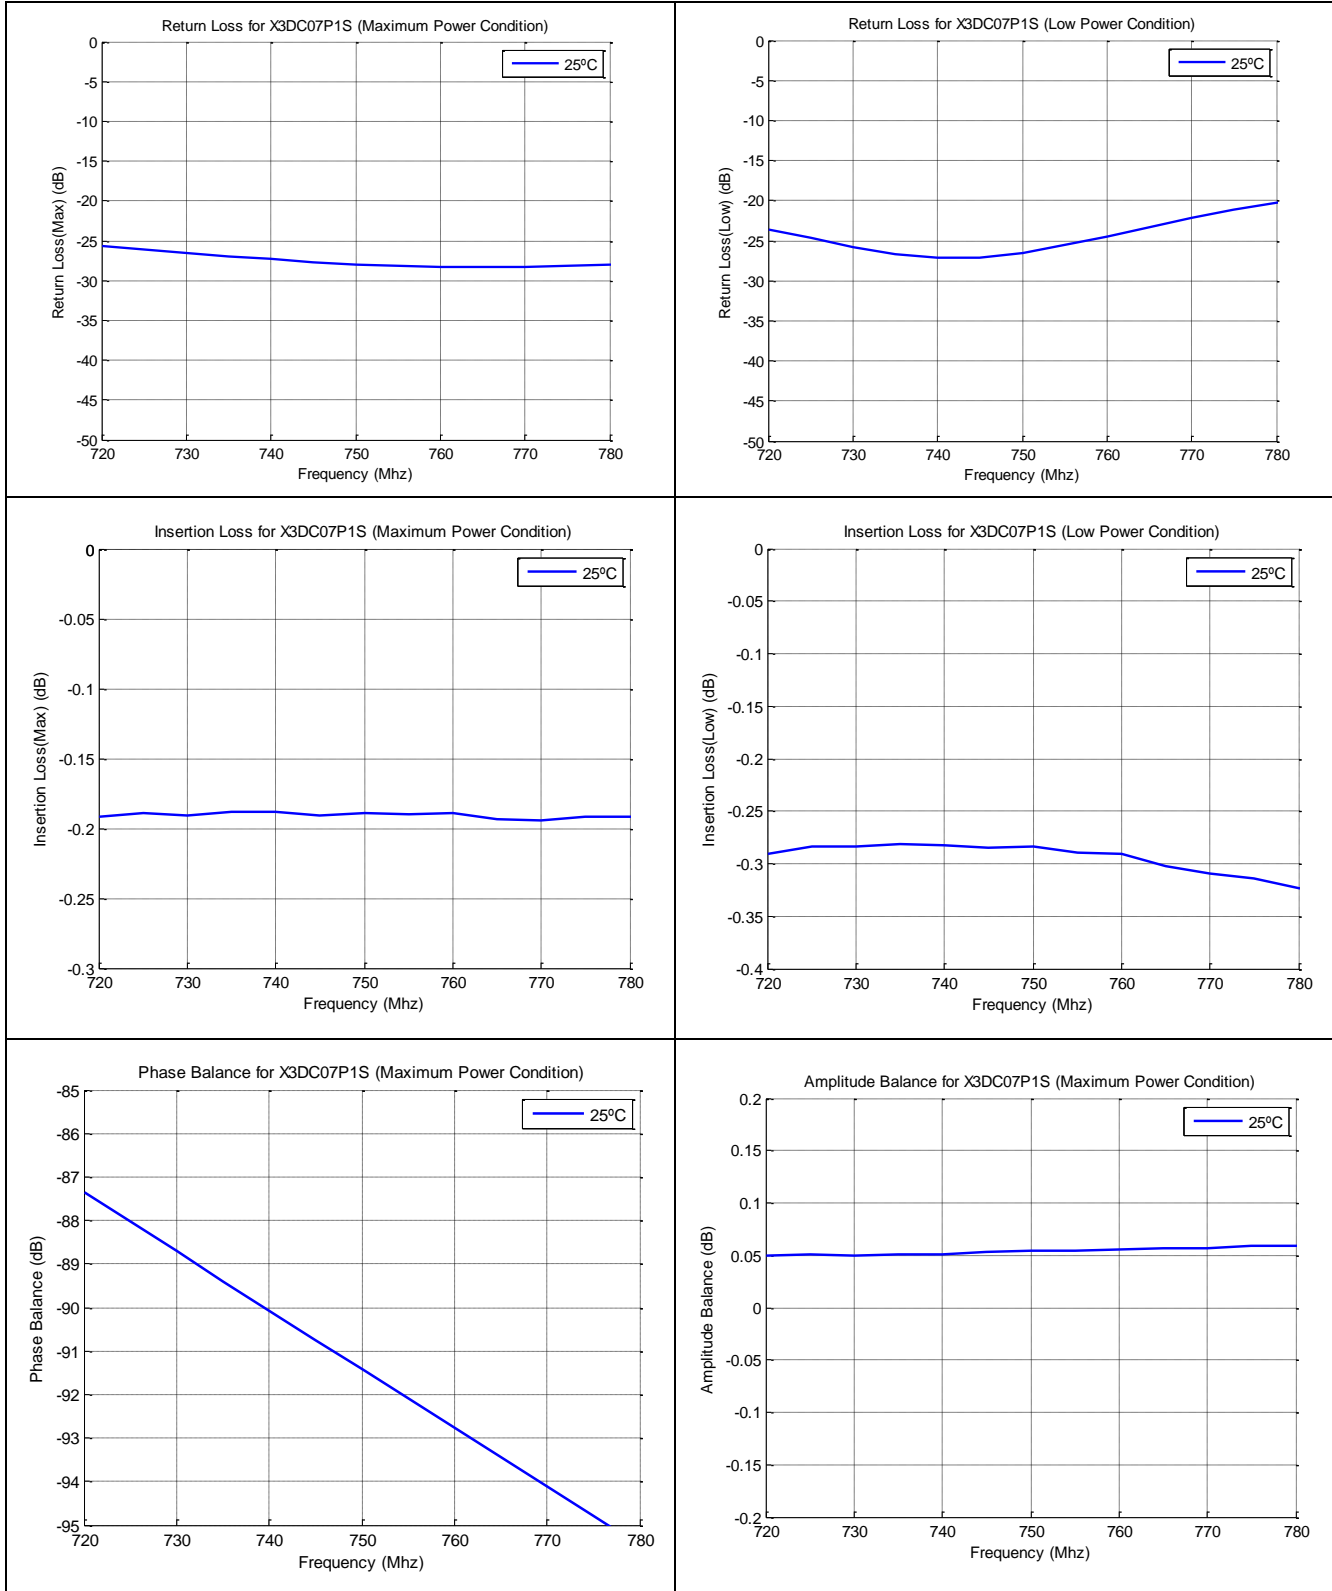 Return Loss for X3DC07P1S (Maximum Power Condition)
25ºC
0
-5
-10
-15
-20
-25
-30
-35
-40
-45
-50
Return Loss(Max) (dB)
720 730 740 750 760 770 780
Frequency (Mhz)
Return Loss for X3DC07P1S (Low Power Condition)
25ºC
0
-5
-10
-15
-20
-25
-30
-35
-40
-45
-50
Return Loss(Low) (dB)
720 730 740 750 760 770 780
Frequency (Mhz)
Insertion Loss for X3DC07P1S (Maximum Power Condition)
25ºC
0
-0.05
-0.1
-0.15
-0.2
-0.25
-0.3
Insertion Loss(Max) (dB)
720 730 740 750 760 770 780
Frequency (Mhz)
Insertion Loss for X3DC07P1S (Low Power Condition)
25ºC
0
-0.05
-0.1
-0.15
-0.2
-0.25
-0.3
-0.35
-0.4
Insertion Loss(Low) (dB)
720 730 740 750 760 770 780
Frequency (Mhz)
Phase Balance for X3DC07P1S (Maximum Power Condition)
25ºC
-85
-86
-87
-88
-89
-90
-91
-92
-93
-94
-95
Phase Balance (dB)
720 730 740 750 760 770 780
Frequency (Mhz)
Amplitude Balance for X3DC07P1S (Maximum Power Condition)
25ºC
0.2
0.15
0.1
0.05
0
-0.05
-0.1
-0.15
-0.2
Amplitude Balance (dB)
720 730 740 750 760 770 780
Frequency (Mhz)